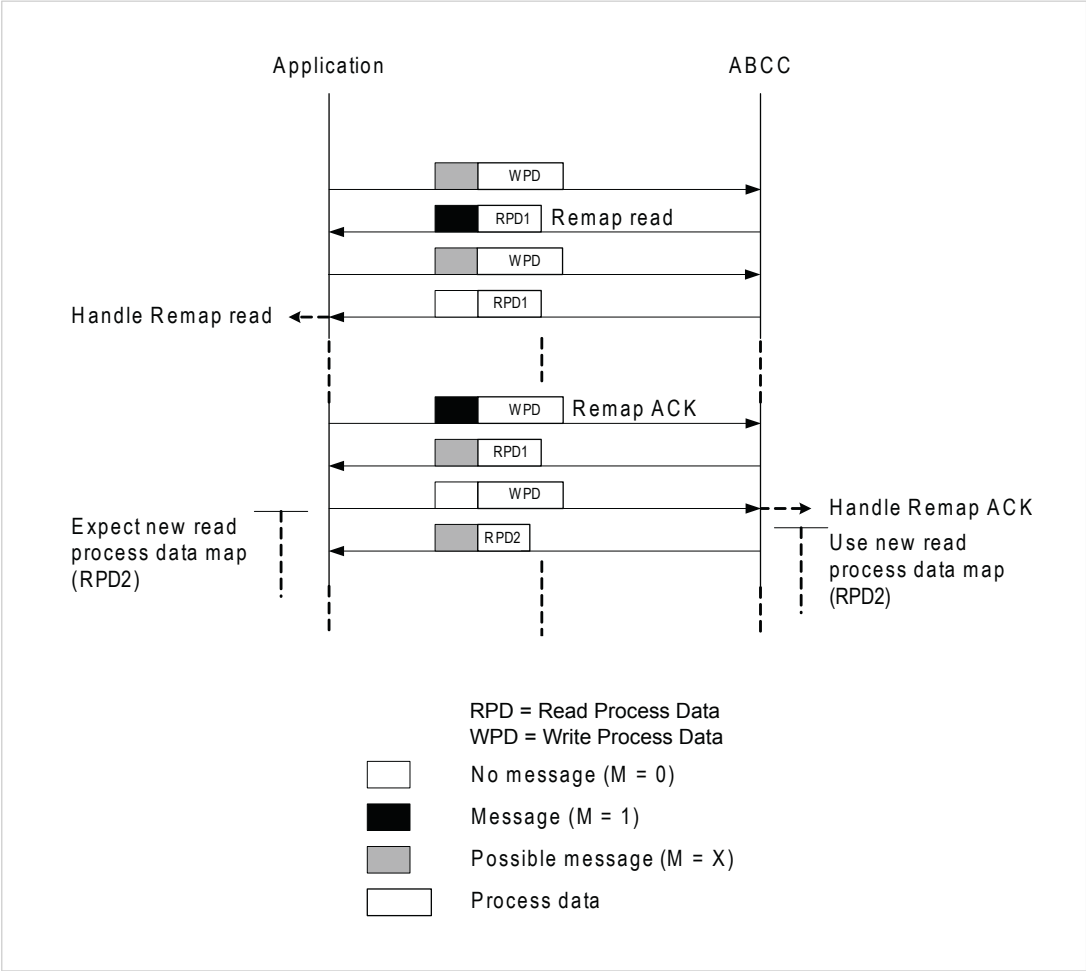 Application
ABCC
WPD
RPD1
Remap read
WPD
RPD1
Handle Remap read
WPD
Remap ACK
RPD1
WPD
Handle Remap ACK
Expect new read
process data map
(RPD2)
RPD2
Use new read
process data map
(RPD2)
RPD = Read Process Data
WPD = Write Process Data
No message (M = 0)
Message (M = 1)
Possible message (M = X)
Process data